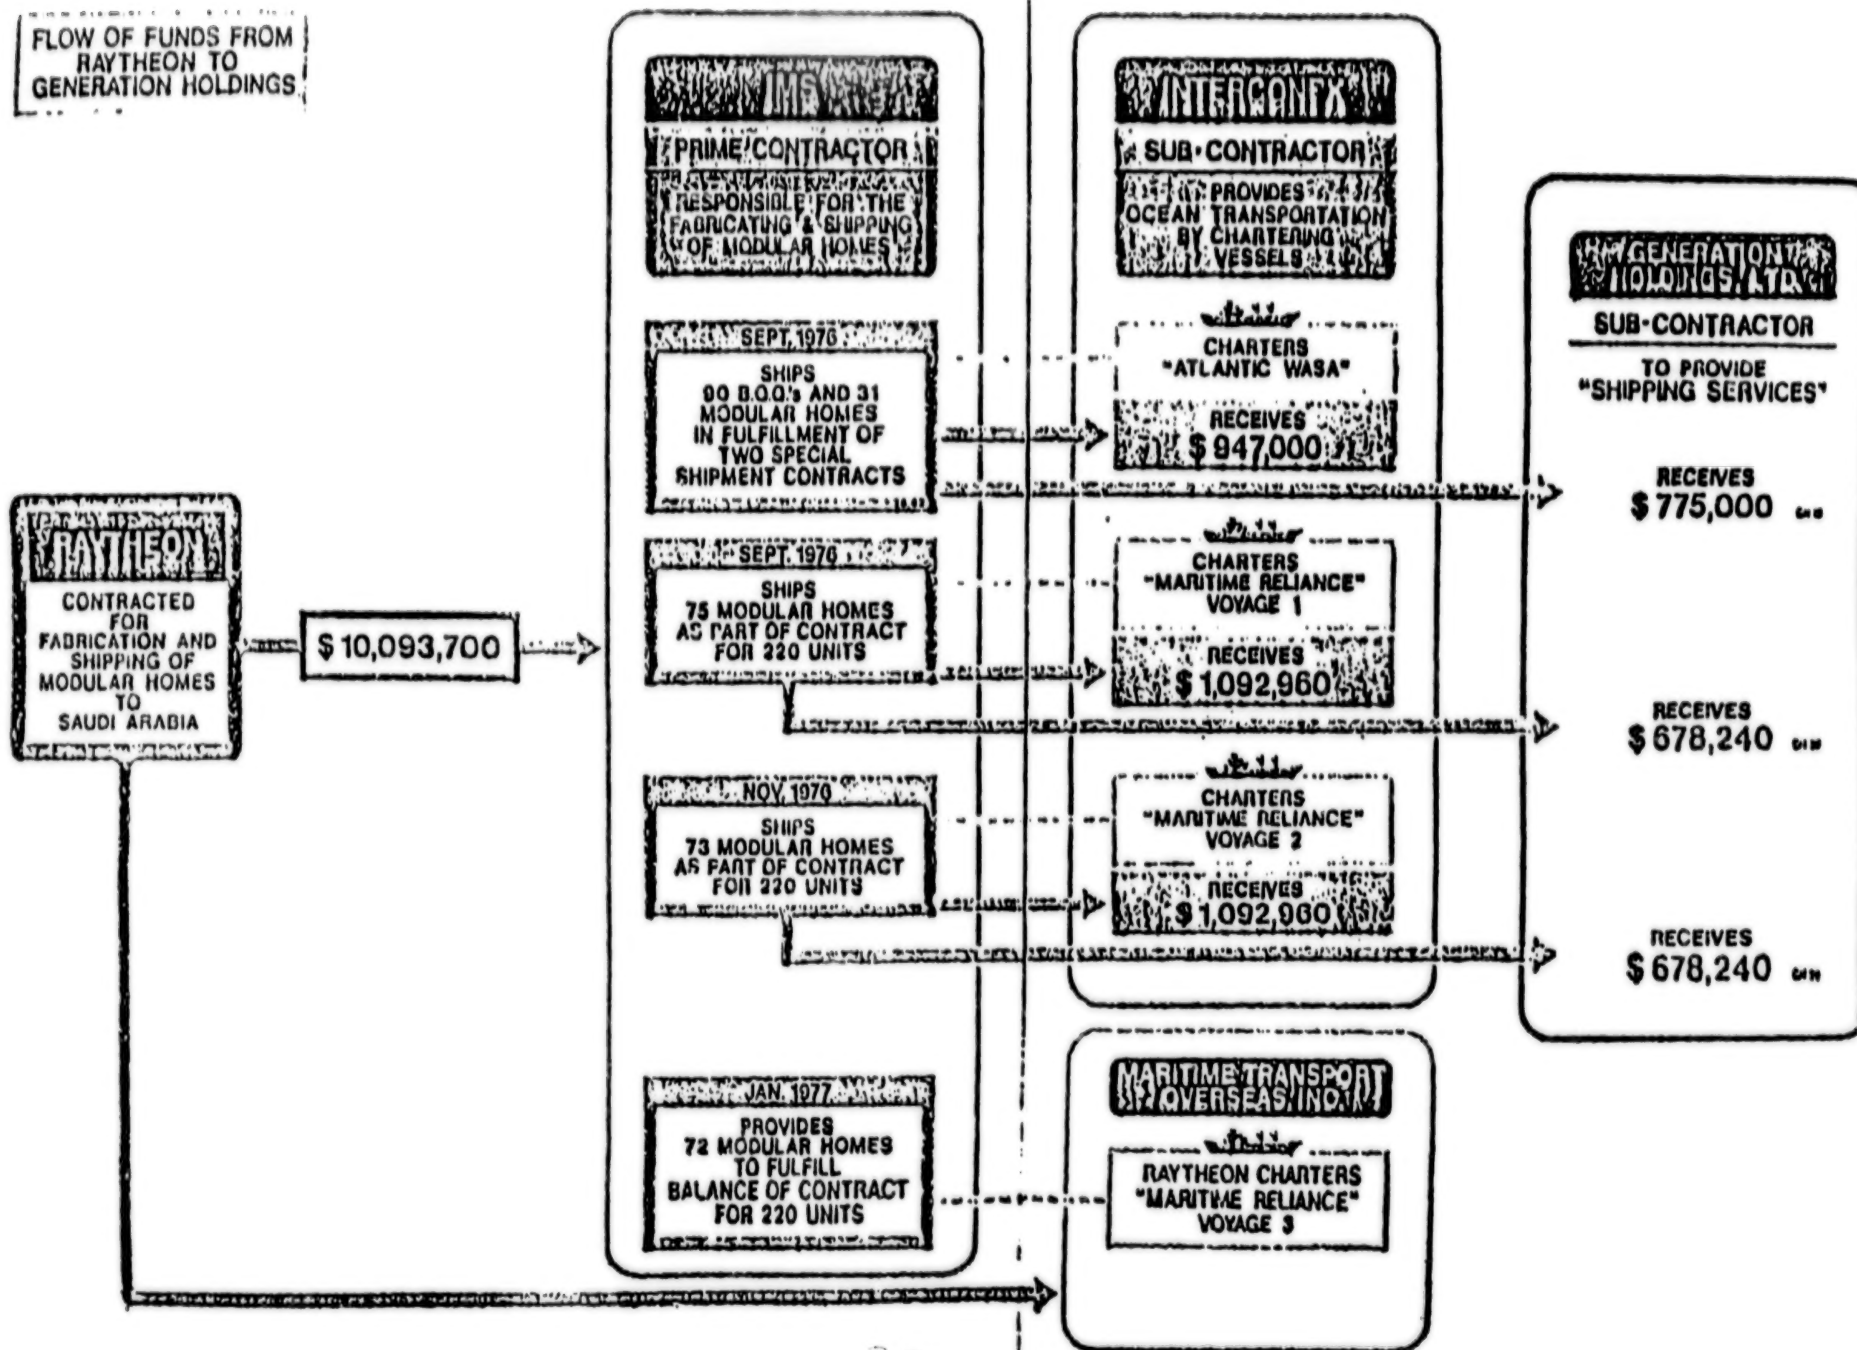 FLOW OF FUNDS FROM
RAYTHEON TO
GENERATION HOLDINGS
RAYTHEON
CONTRACTED
FOR
FABRICATION AND
SHIPPING OF
MODULAR HOMES
TO
SAUDI ARABIA
$ 10,093,700
IMS
PRIME CONTRACTOR
RESPONSIBLE FOR THE
FABRICATING & SHIPPING
OF MODULAR HOMES
SEPT. 1976
SHIPS
90 B.O.Q.'s AND 31
MODULAR HOMES
IN FULFILLMENT OF
TWO SPECIAL
SHIPMENT CONTRACTS
SEPT. 1976
SHIPS
75 MODULAR HOMES
AS PART OF CONTRACT
FOR 220 UNITS
NOV. 1976
SHIPS
73 MODULAR HOMES
AS PART OF CONTRACT
FOR 220 UNITS
JAN. 1977
PROVIDES
72 MODULAR HOMES
TO FULFILL
BALANCE OF CONTRACT
FOR 220 UNITS
INTERCONEX
SUB-CONTRACTOR
PROVIDES
OCEAN TRANSPORTATION
BY CHARTERING
VESSELS
CHARTERS
"ATLANTIC WASA"
RECEIVES
$ 947,000
CHARTERS
"MARITIME RELIANCE"
VOYAGE 1
RECEIVES
$ 1,092,960
CHARTERS
"MARITIME RELIANCE"
VOYAGE 2
RECEIVES
$ 1,092,960
MARITIME TRANSPORT
OVERSEAS, INC.
RAYTHEON CHARTERS
"MARITIME RELIANCE"
VOYAGE 3
GENERATION
HOLDINGS, LTD.
SUB-CONTRACTOR
TO PROVIDE
"SHIPPING SERVICES"
RECEIVES
$ 775,000
RECEIVES
$ 678,240
RECEIVES
$ 678,240